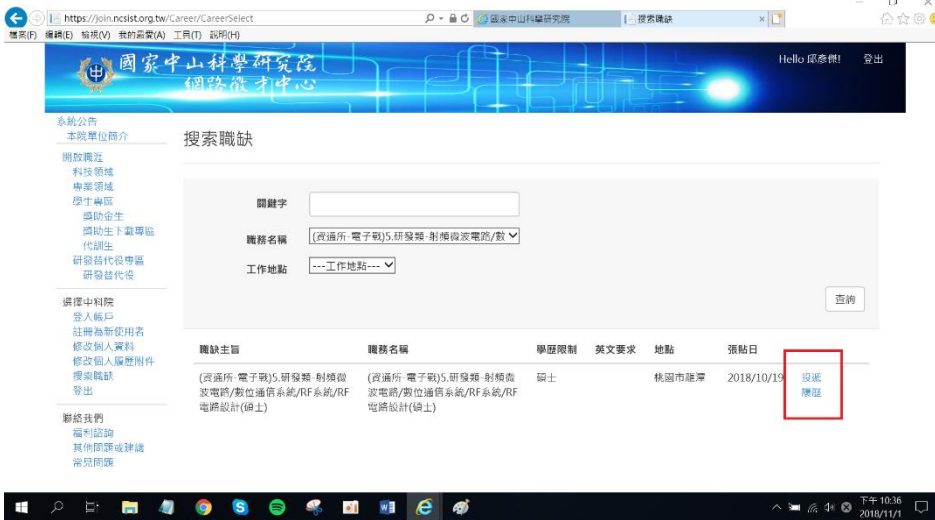 https://join.ncsist.org.tw/Career/CareerSelect
國家中山科學研究院
搜索職缺
檔案(F) 編輯(E) 檢視(V) 我的最愛(A) 工具(T) 說明(H)
國家中山科學研究院
網路徵才中心
Hello 邱彥傑! 登出
系統公告
本院單位簡介
開放職涯
科技領域
專業領域
學生專區
獎助金生
獎助生下載專區
代訓生
研發替代役專區
研發替代役
選擇中科院
登入帳戶
註冊為新使用者
修改個人資料
修改個人履歷附件
搜索職缺
登出
聯絡我們
福利諮詢
其他問題或建議
常見問題
搜索職缺
關鍵字
職務名稱 (資通所-電子戰)5.研發類-射頻微波電路/數
工作地點 ---工作地點---
查詢
職缺主旨 職務名稱 學歷限制 英文要求 地點 張貼日
(資通所-電子戰)5.研發類-射頻微
波電路/數位通信系統/RF系統/RF
電路設計(碩士)
(資通所-電子戰)5.研發類-射頻微
波電路/數位通信系統/RF系統/RF
電路設計(碩士)
碩士 桃園市龍潭 2018/10/19
投遞
履歷
下午 10:36
2018/11/1